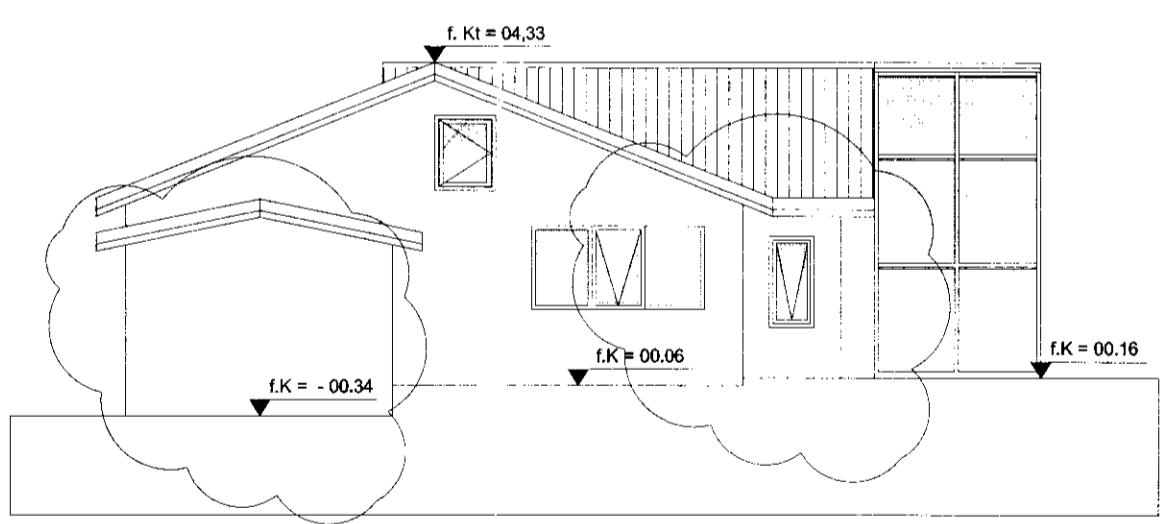 f. Kt = 04,33
f.K = 00.06
f.K = 00.16
f.K = - 00.34